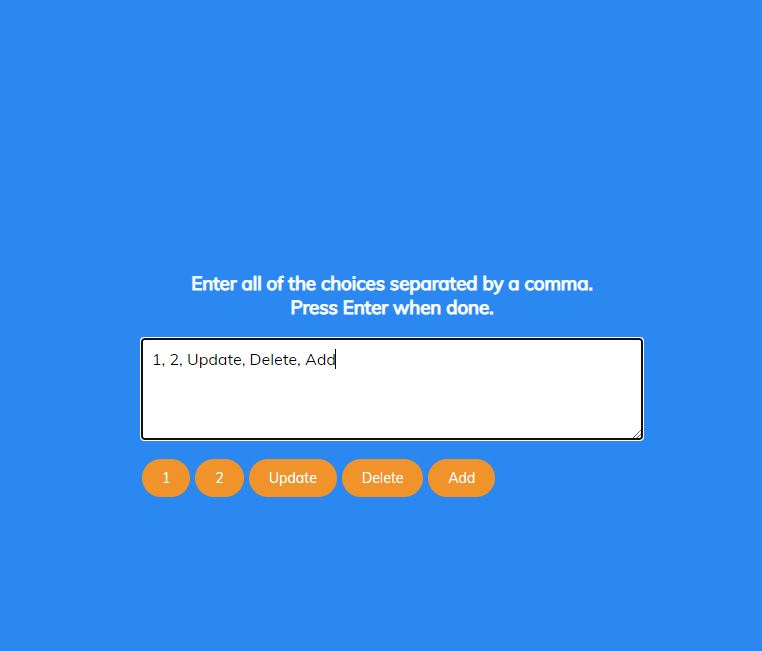 Enter all of the choices separated by a comma.
Press Enter when done.
1, 2, Update, Delete, Add
1 2 Update Delete Add